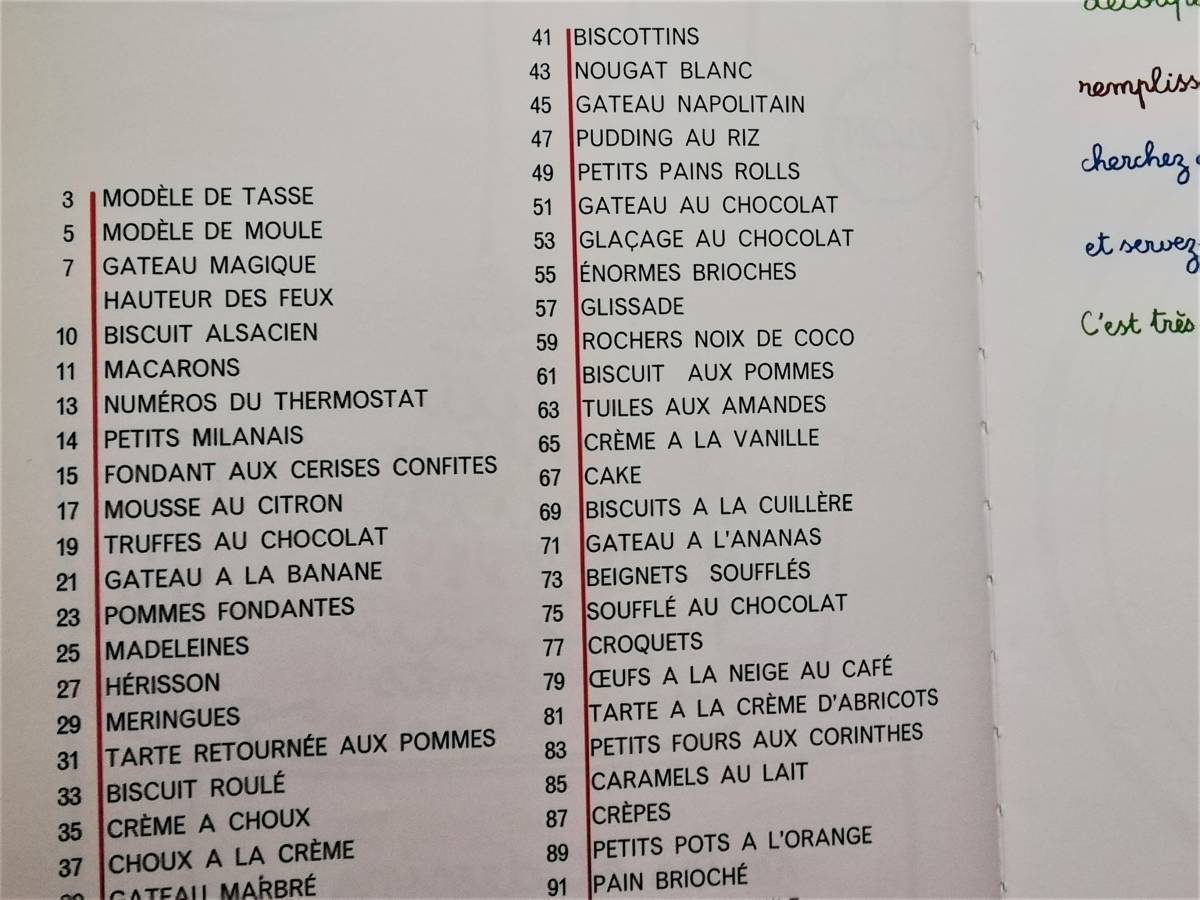 3 MODÈLE DE TASSE
5 MODÈLE DE MOULE
7 GATEAU MAGIQUE
HAUTEUR DES FEUX
10 BISCUIT ALSACIEN
11 MACARONS
13 NUMÉROS DU THERMOSTAT
14 PETITS MILANAIS
15 FONDANT AUX CERISES CONFITES
17 MOUSSE AU CITRON
19 TRUFFES AU CHOCOLAT
21 GATEAU A LA BANANE
23 POMMES FONDANTES
25 MADELEINES
27 HÉRISSON
29 MERINGUES
31 TARTE RETOURNÉE AUX POMMES
33 BISCUIT ROULÉ
35 CRÈME A CHOUX
37 CHOUX A LA CRÈME
GATEAU MARBRÉ
41 BISCOTTINS
43 NOUGAT BLANC
45 GATEAU NAPOLITAIN
47 PUDDING AU RIZ
49 PETITS PAINS ROLLS
51 GATEAU AU CHOCOLAT
53 GLAÇAGE AU CHOCOLAT
55 ÉNORMES BRIOCHES
57 GLISSADE
59 ROCHERS NOIX DE COCO
61 BISCUIT AUX POMMES
63 TUILES AUX AMANDES
65 CRÈME A LA VANILLE
67 CAKE
69 BISCUITS A LA CUILLÈRE
71 GATEAU A L'ANANAS
73 BEIGNETS SOUFFLÉS
75 SOUFFLÉ AU CHOCOLAT
77 CROQUETS
79 ŒUFS A LA NEIGE AU CAFÉ
81 TARTE A LA CRÈME D'ABRICOTS
83 PETITS FOURS AUX CORINTHES
85 CARAMELS AU LAIT
87 CRÈPES
89 PETITS POTS A L'ORANGE
91 PAIN BRIOCHÉ
rempliss
cherchez
et servez-
C'est très